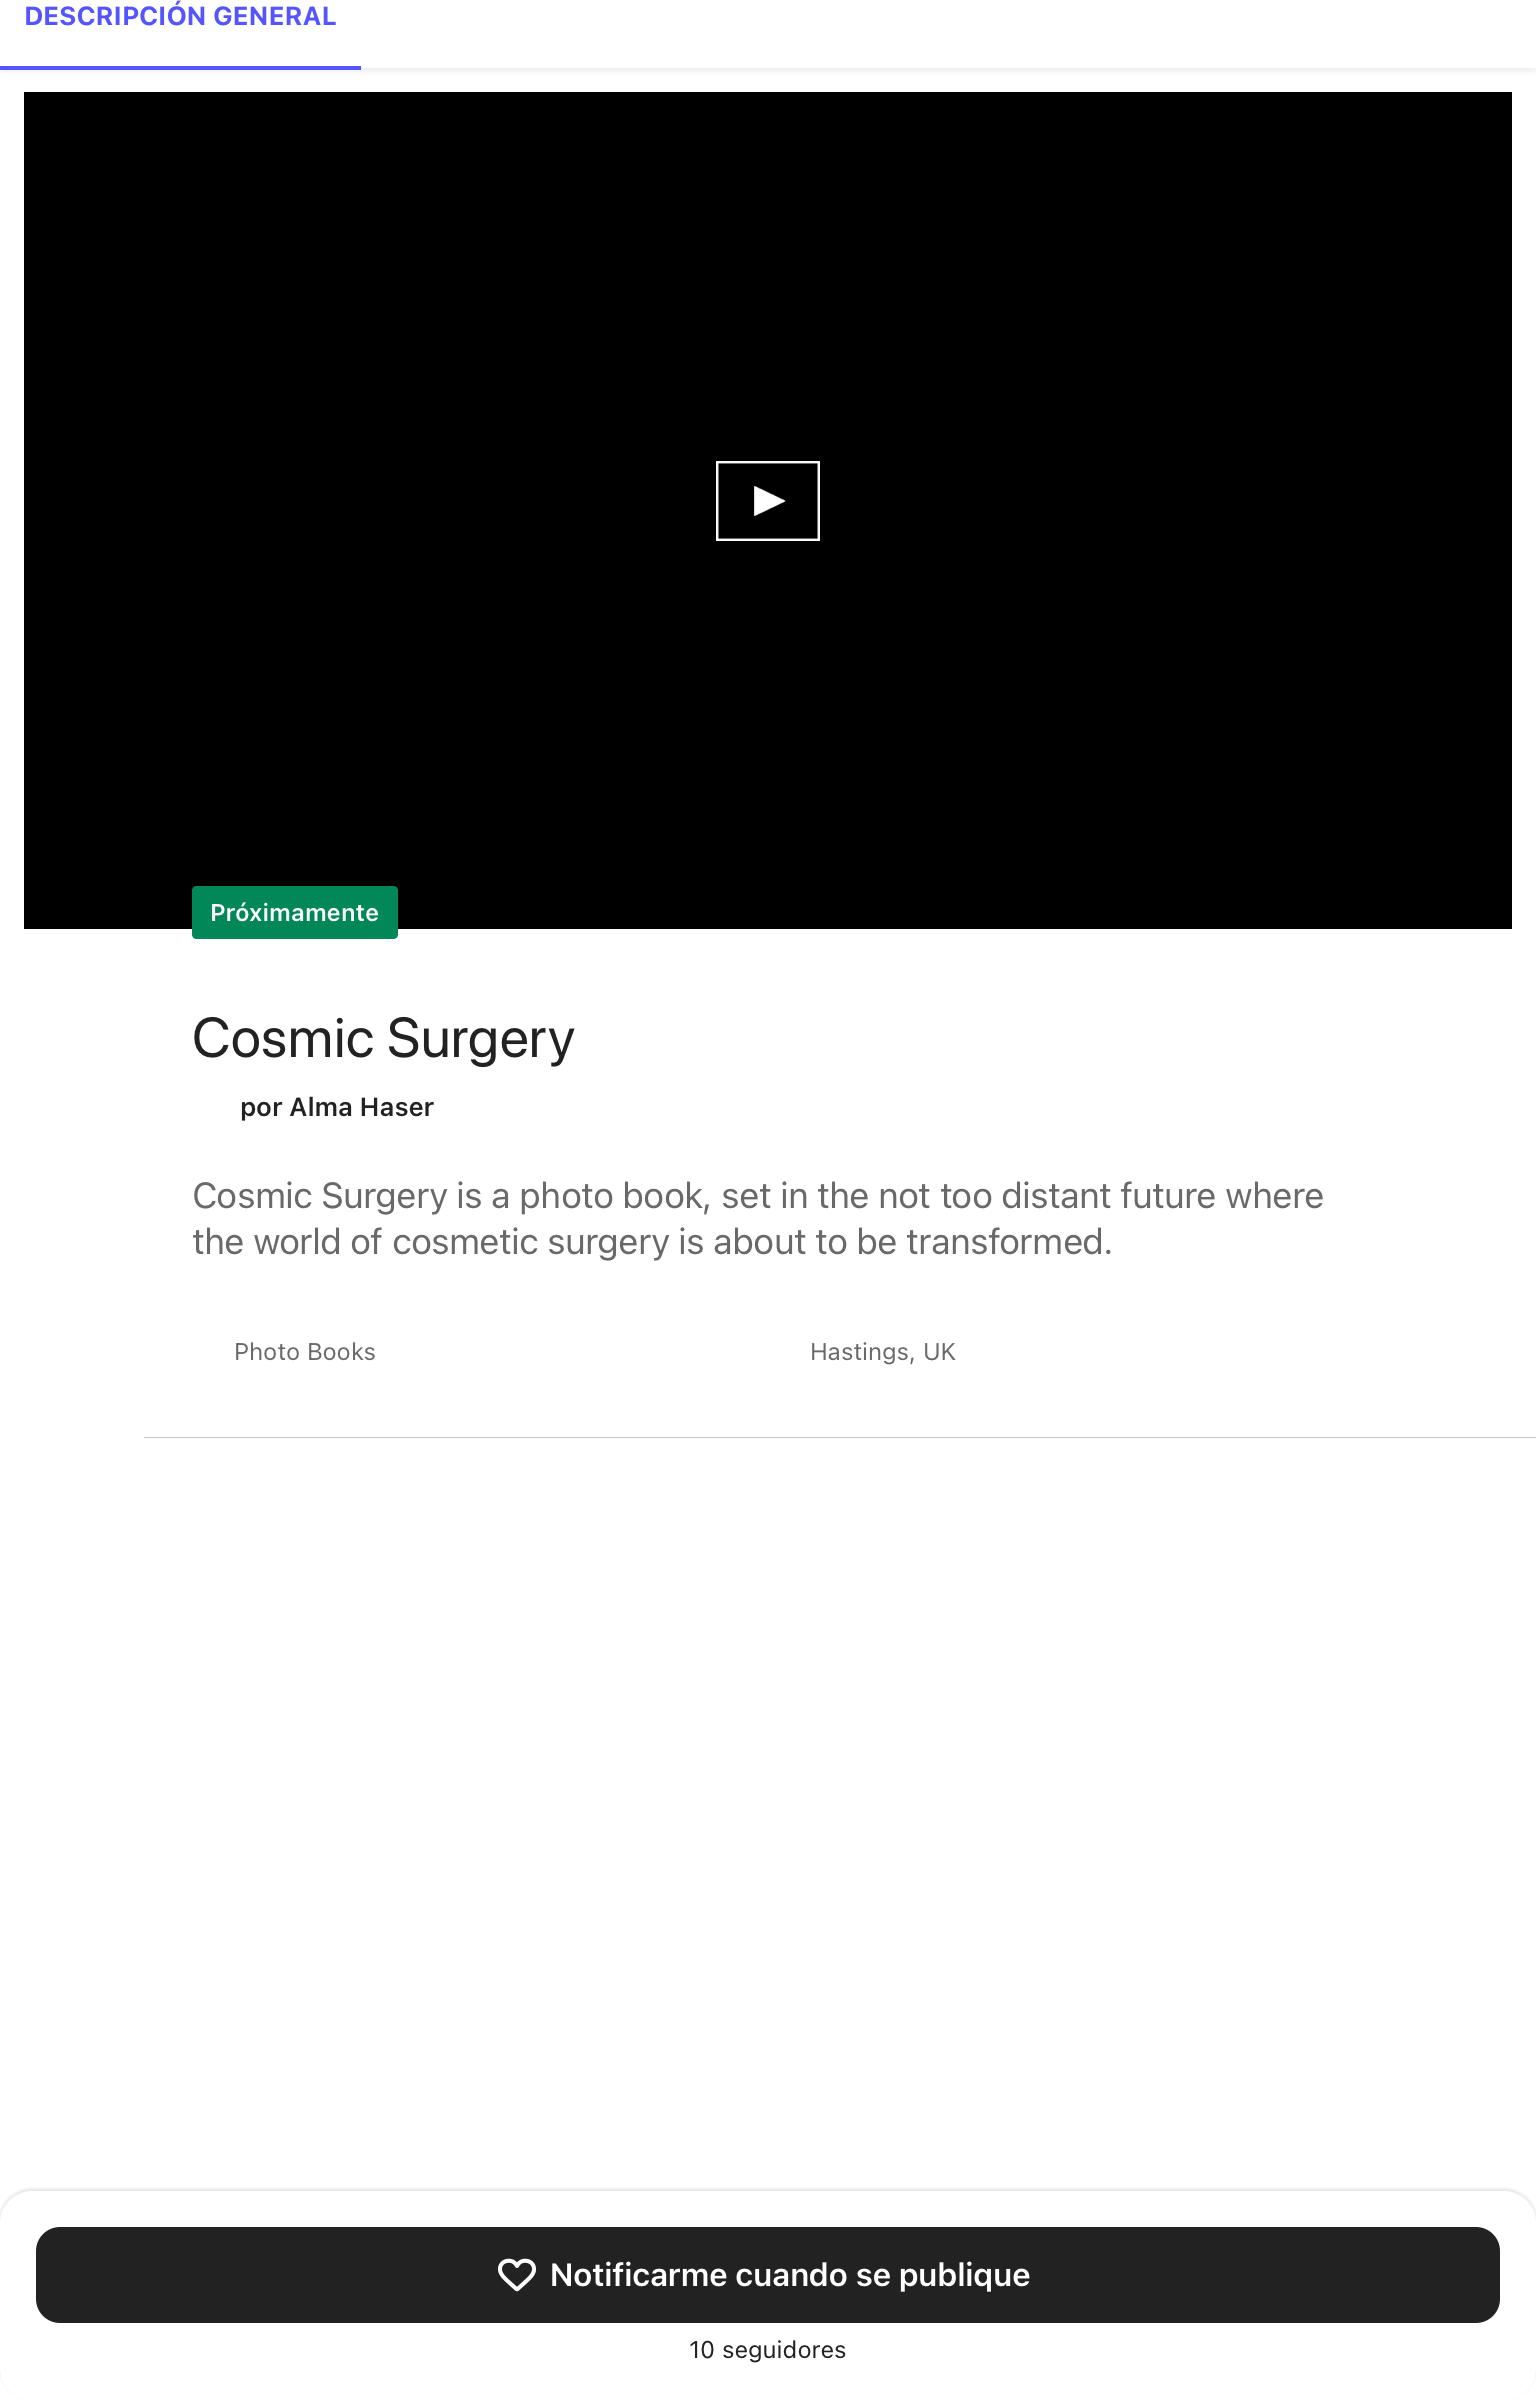 DESCRIPCIÓN GENERAL
Próximamente
Cosmic Surgery
por Alma Haser
Cosmic Surgery is a photo book, set in the not too distant future where
the world of cosmetic surgery is about to be transformed.
Photo Books
Hastings, UK
Notificarme cuando se publique
10 seguidores